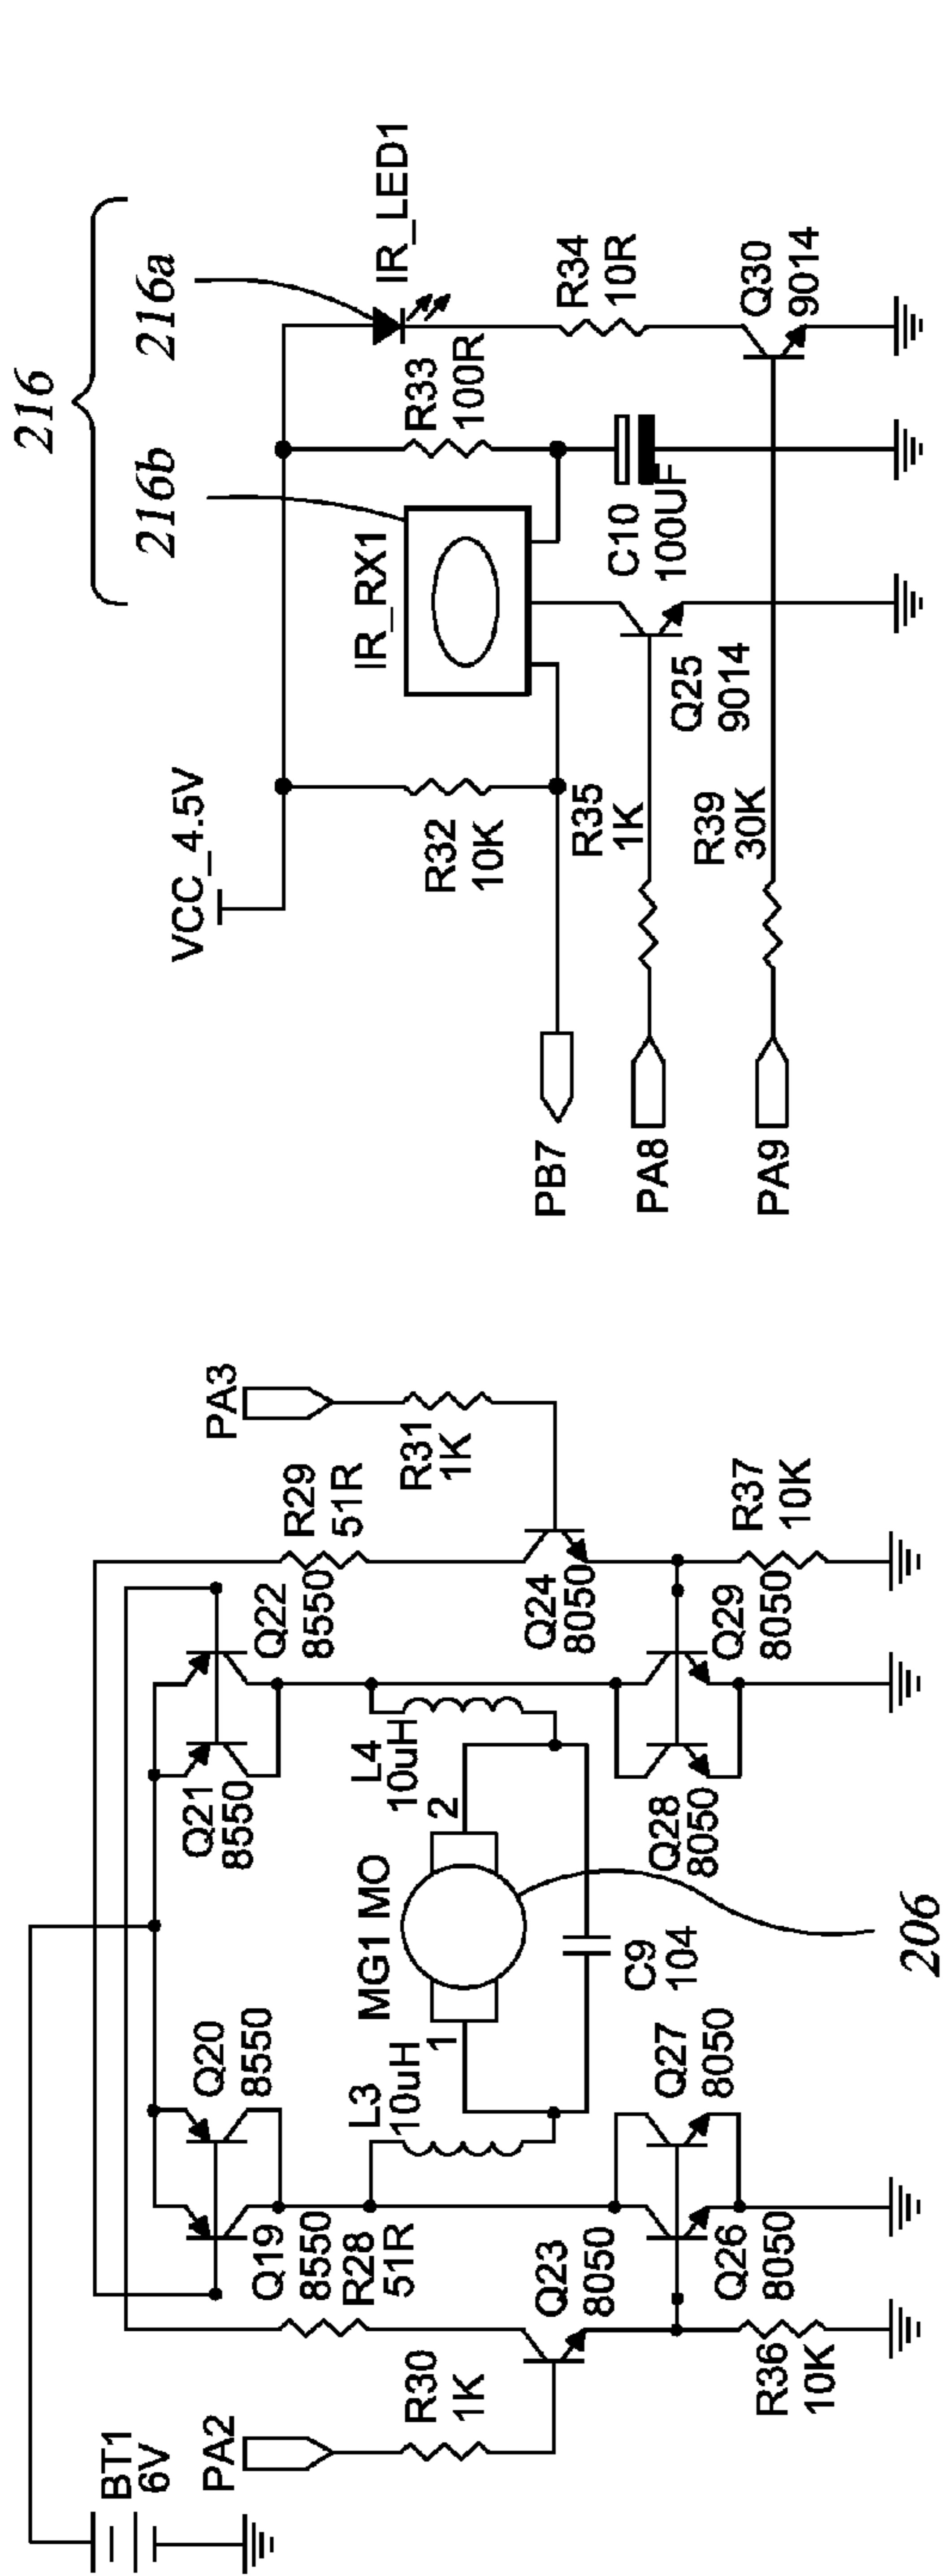 BT1
6V
PA2
R30
1K
Q19
8550
R28
51R
Q20
8550
Q23
8050
R36
10K
Q26
8050
Q27
8050
L3
10uH
1
MG1 MO
2
C9
104
206
L4
10uH
Q21
8550
Q22
8550
Q28
8050
Q29
8050
R29
51R
Q24
8050
R31
1K
PA3
R37
10K
216
216a
216b
VCC_4.5V
R32
10K
IR_RX1
R33
100R
IR_LED1
R34
10R
C10
100UF
Q25
9014
Q30
9014
R35
1K
R39
30K
PB7
PA8
PA9